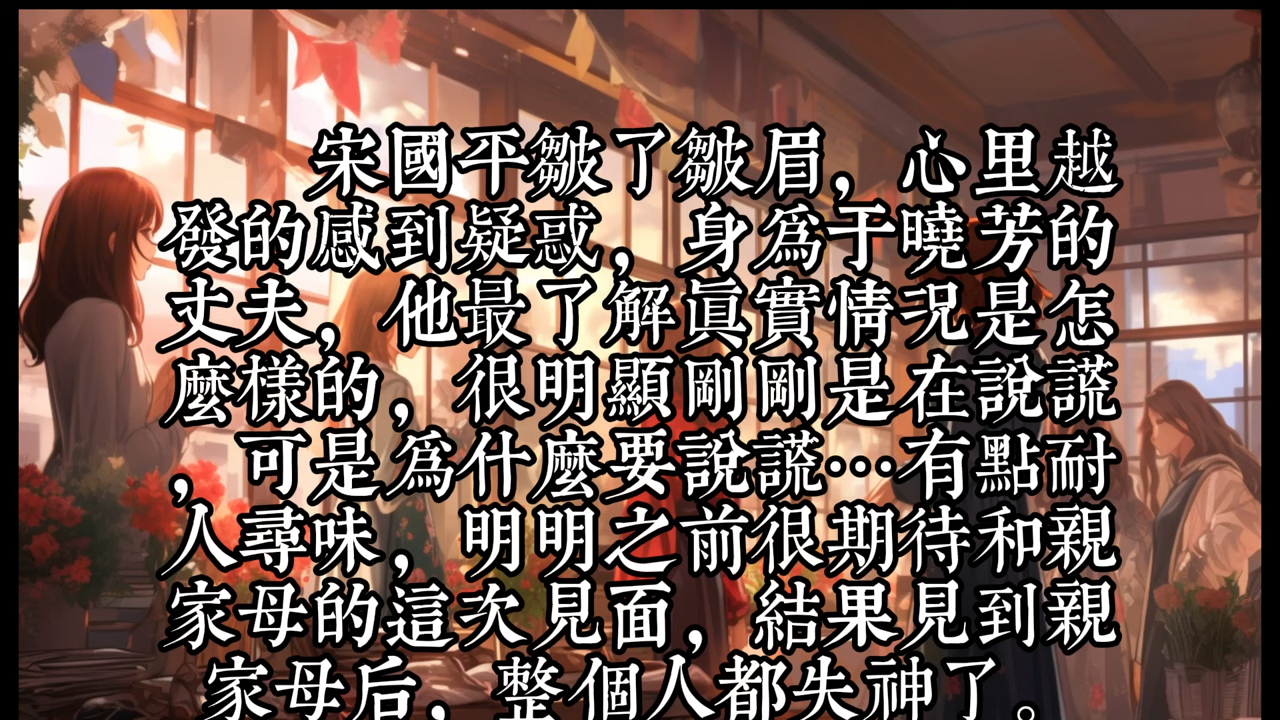 宋國平皺了皺眉，心里越
發的感到疑惑，身爲于曉芳的
丈夫，他最了解眞實情况是怎
麼樣的，很明顯剛剛是在說謊
，可是爲什麼要說謊…有點耐
人尋味，明明之前很期待和親
家母的這次見面，結果見到親
家母后，整個人都失神了。